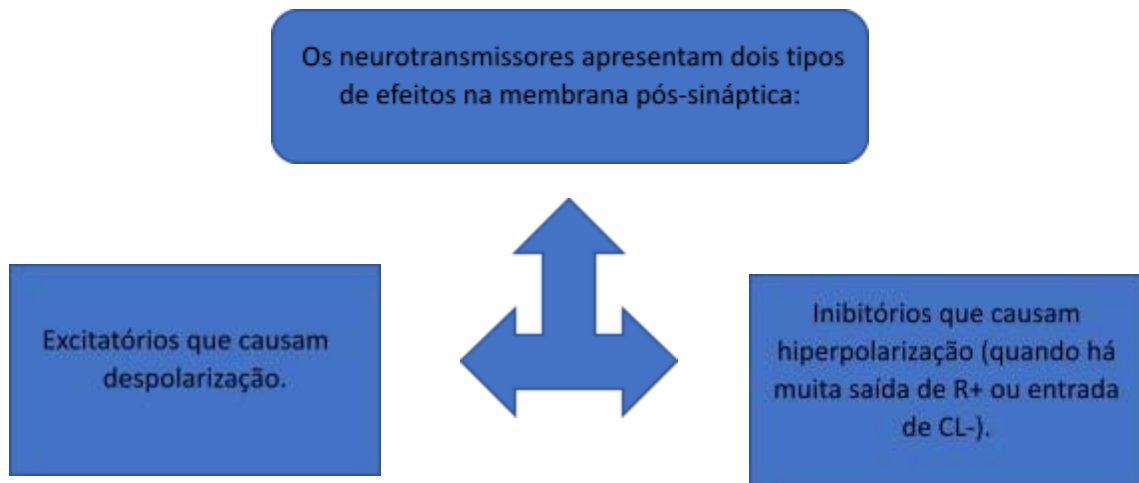 Os neurotransmissores apresentam dois tipos
de efeitos na membrana pós-sináptica:
Excitatórios que causam
despolarização.
Inibitórios que causam
hiperpolarização (quando há
muita saída de R+ ou entrada
de CL-).